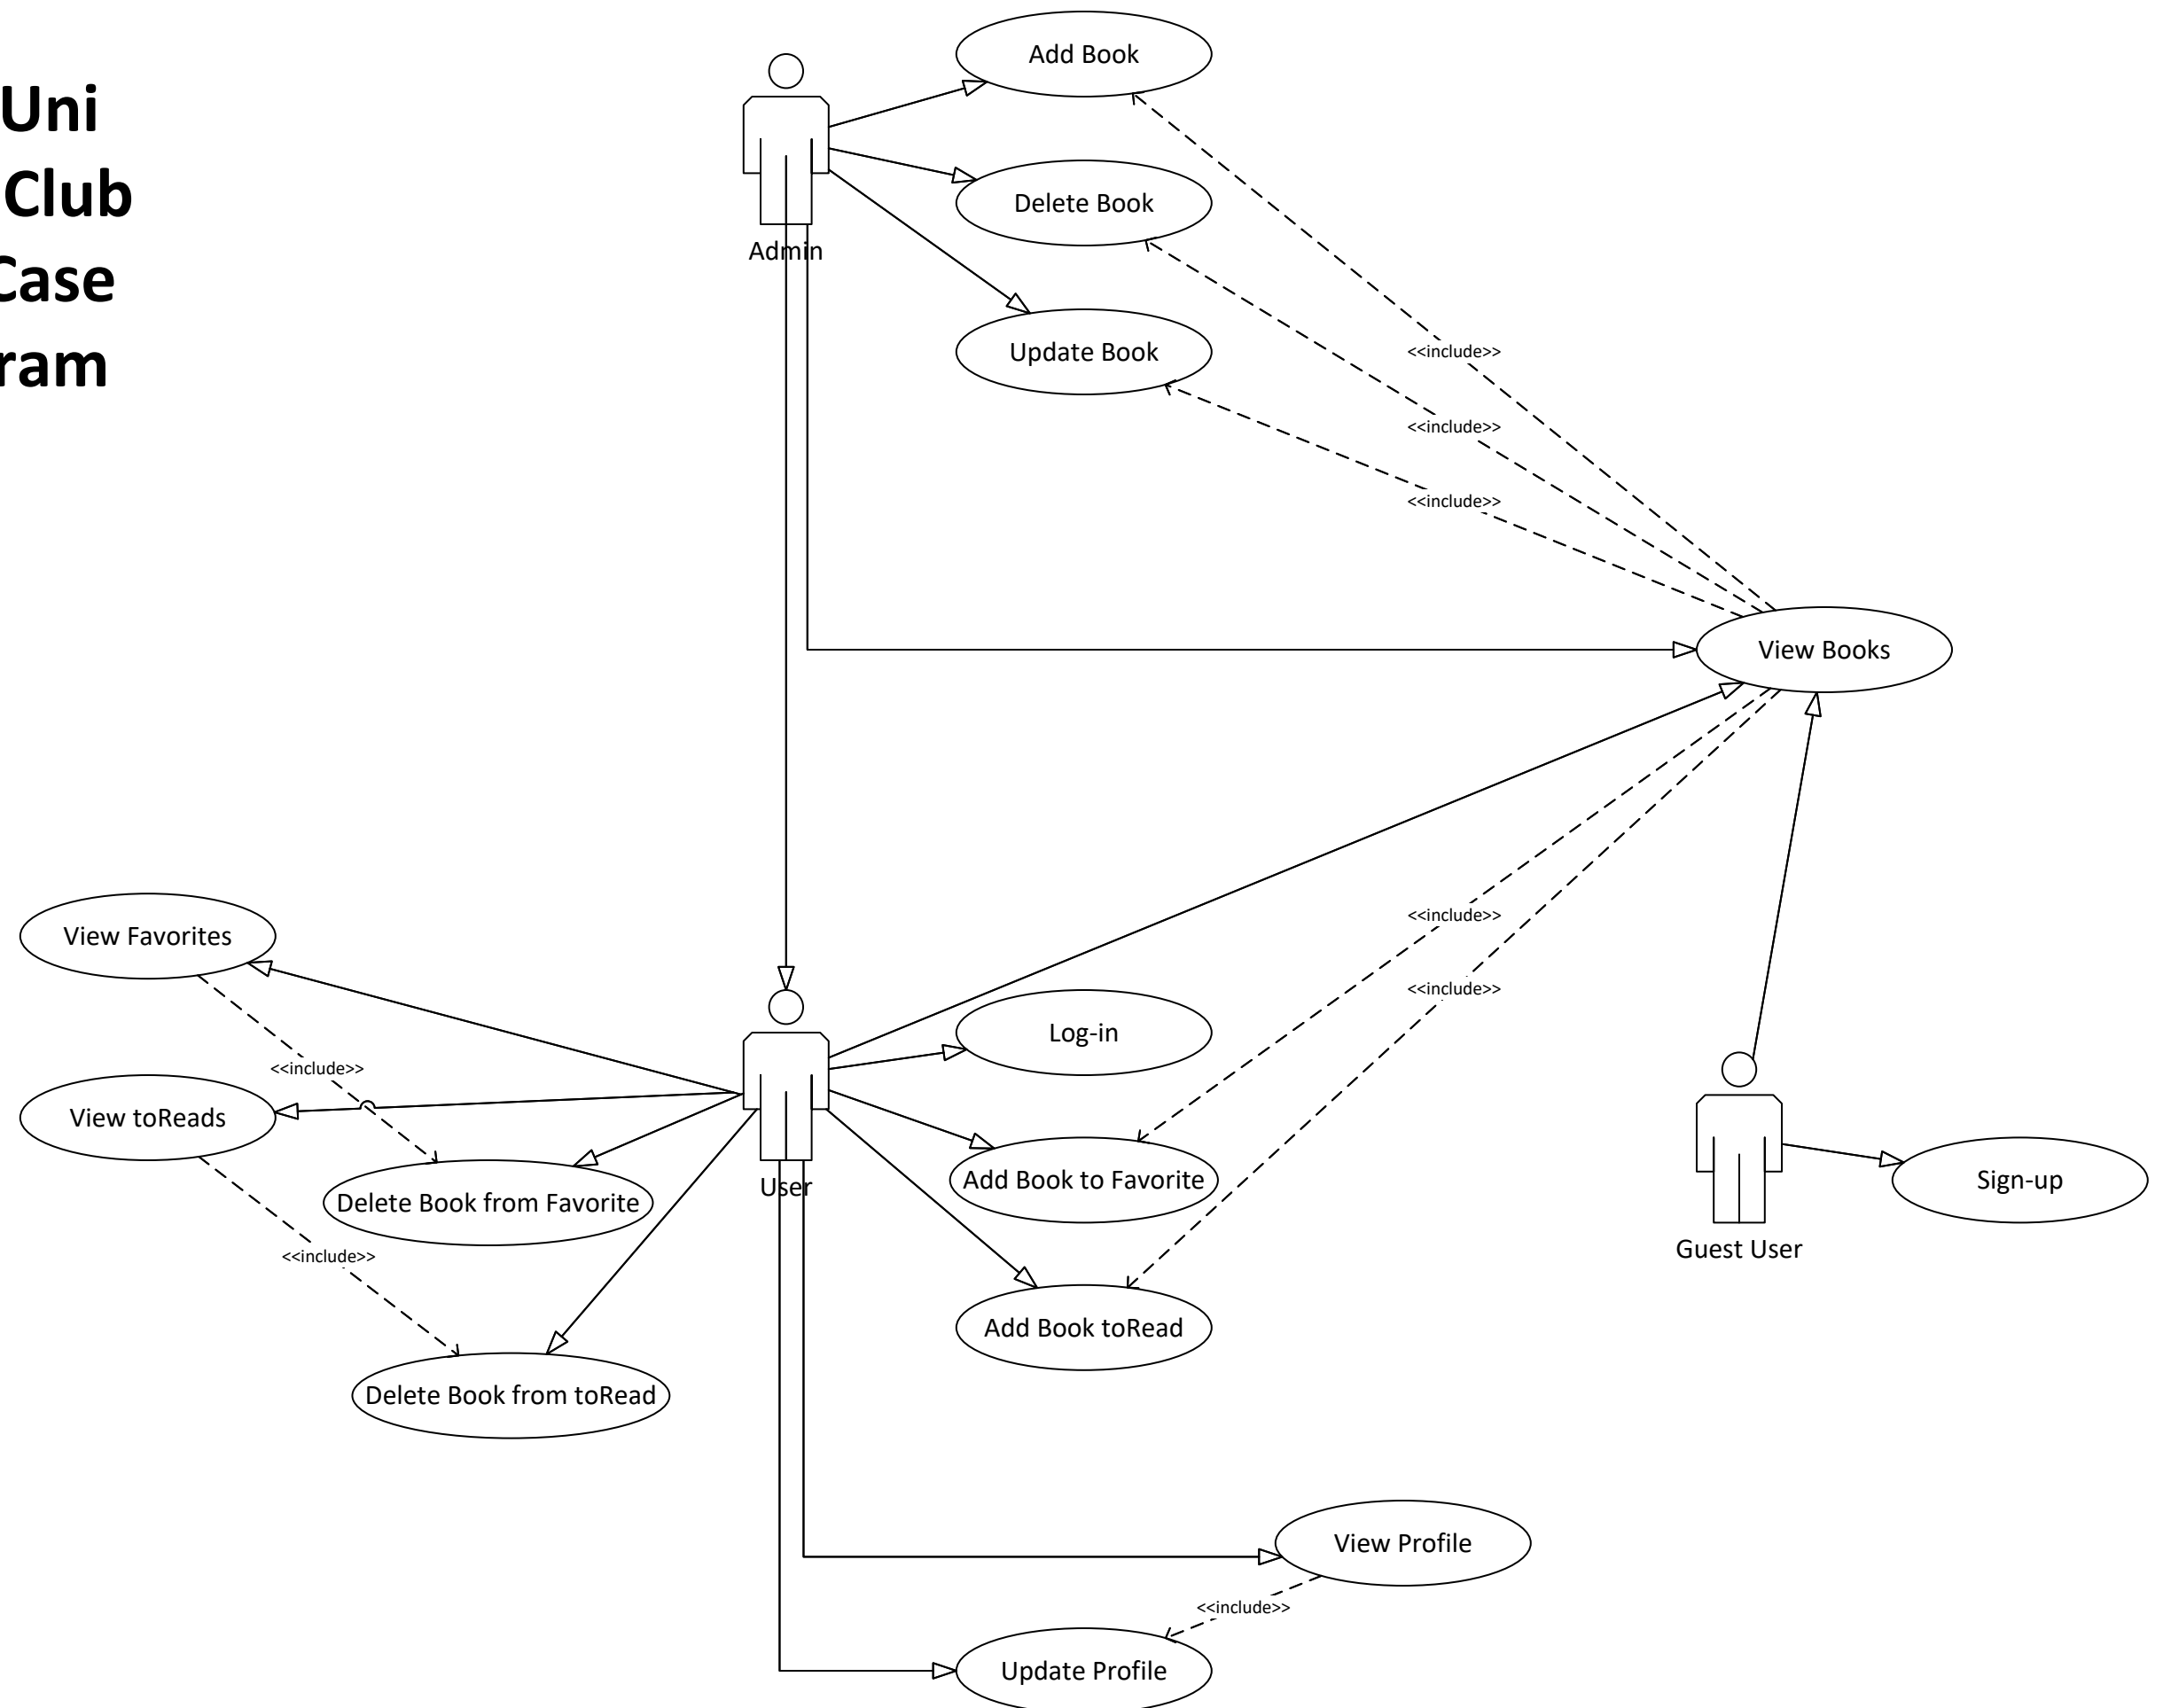 Uni
Club
Case
ram
Add Book
Delete Book
Admin
Update Book
<<include>>
<<include>>
<<include>>
View Books
View Favorites
<<include>>
<<include>>
Log-in
<<include>>
View toReads
Delete Book from Favorite
User
Add Book to Favorite
Sign-up
Guest User
<<include>>
Add Book toRead
Delete Book from toRead
View Profile
<<include>>
Update Profile